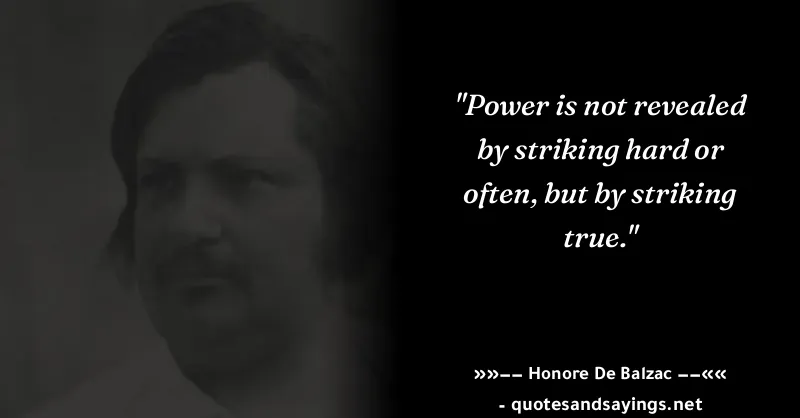 "Power is not revealed
by striking hard or
often, but by striking
true."
»»−− Honore De Balzac −−««
- quotesandsayings.net